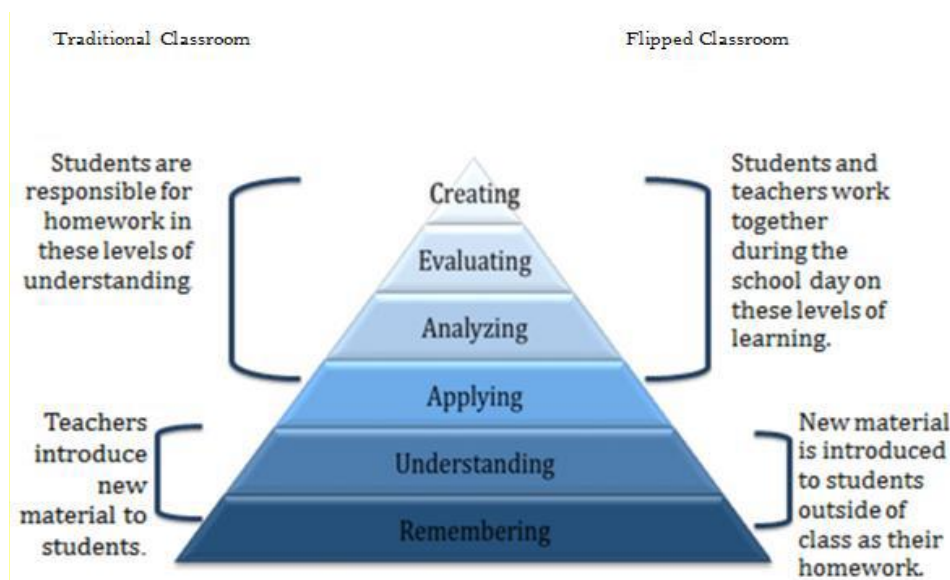 Traditional Classroom
Flipped Classroom
Students are
responsible for
homework in
these levels of
understanding
Teachers
introduce
new
material to
students.
Creating
Evaluating
Analyzing
Applying
Understanding
Remembering
Students and
teachers work
together
during the
school day on
these levels of
learning.
New material
is introduced
to students
outside of
class as their
homework.